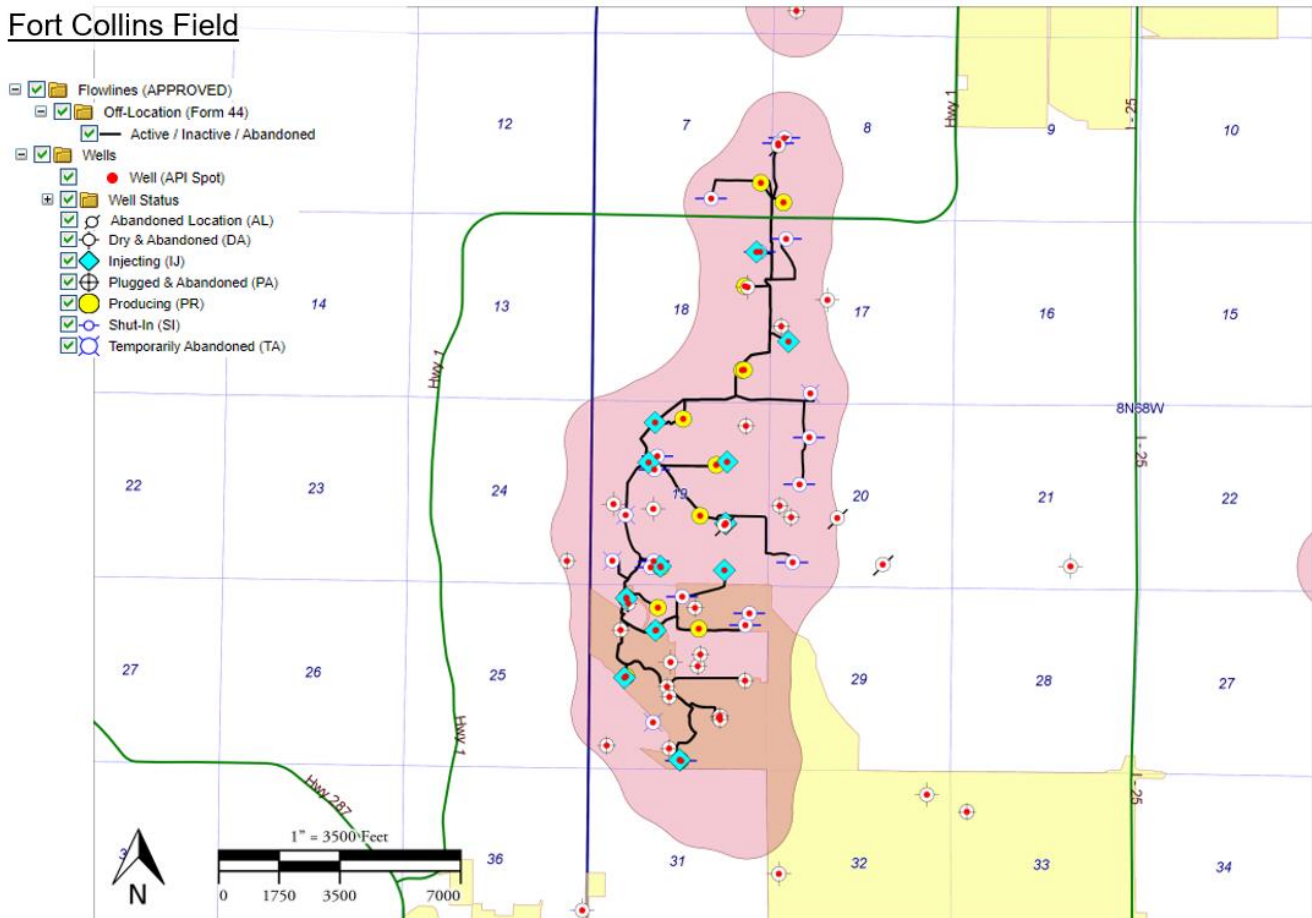 Fort Collins Field
Flowlines (APPROVED)
Off-Location (Form 44)
Active / Inactive / Abandoned
Wells
Well (API Spot)
Well Status
Abandoned Location (AL)
Dry & Abandoned (DA)
Injecting (IJ)
Plugged & Abandoned (PA)
Producing (PR)
Shut-In (SI)
Temporarily Abandoned (TA)
12
7
8
Hwy 1
9
I - 25
10
14
13
18
17
16
15
Hwy 1
8N68W
I - 25
22
23
24
19
20
21
22
27
26
25
29
28
27
Hwy 1
Hwy 287
I - 25
1" = 3500 Feet
0 1750 3500 7000
N
36
31
32
33
34